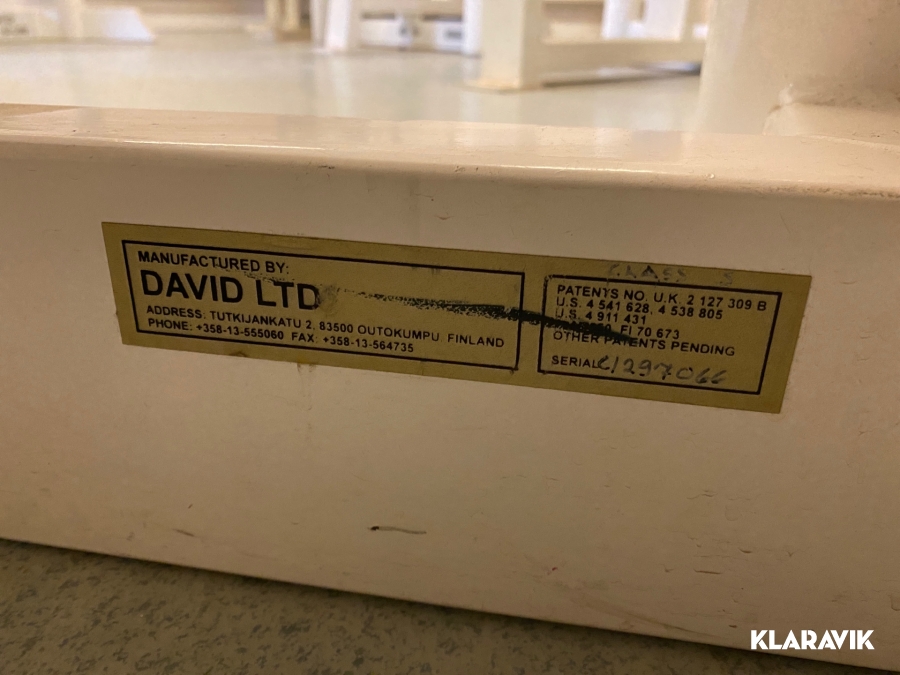 MANUFACTURED BY:
DAVID LTD
ADDRESS: TUTKIJANKATU 2, 83500 OUTOKUMPU FINLAND
PHONE: +358-13-555060 FAX: +358-13-564735
CLASS S
PATENTS NO. U.K. 2 127 309 B
U.S. 4 541 628, 4 538 805
U.S. 4 911 431
FI 70 673
OTHER PATENTS PENDING
SERIAL
KLARAVIK